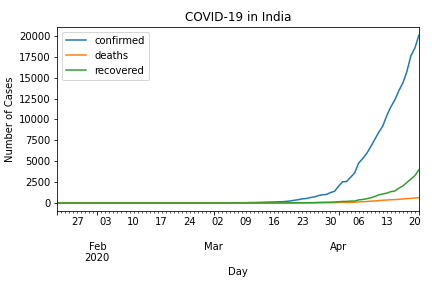 COVID-19 in India
confirmed
deaths
recovered
Number of Cases
20000
17500
15000
12500
10000
7500
5000
2500
0
27 03 10 17 24 02 09 16 23 30 06 13 20
Feb Mar Apr
2020
Day